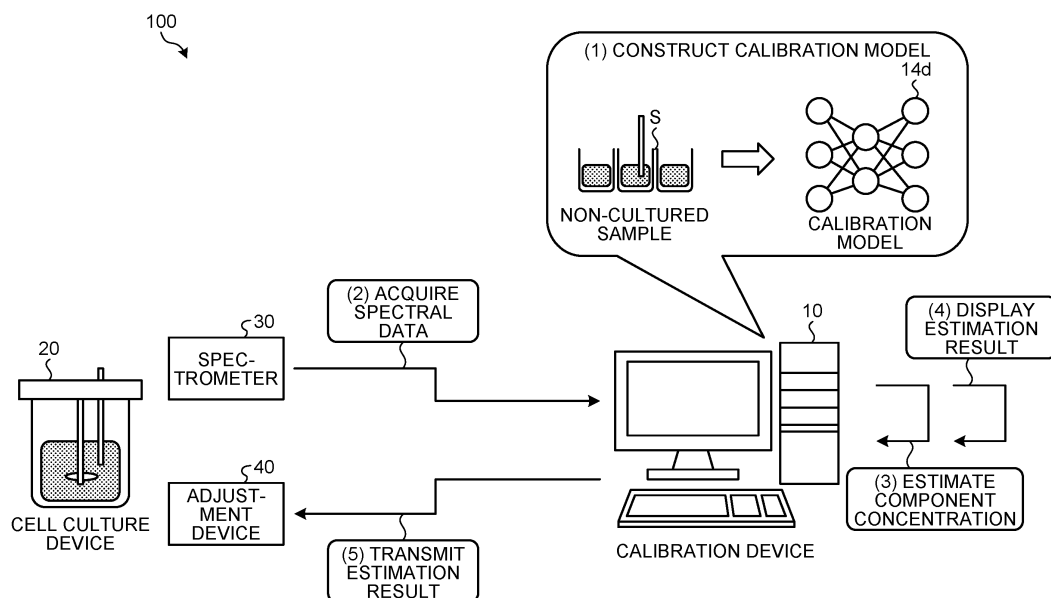 100
(1) CONSTRUCT CALIBRATION MODEL
14d
S
NON-CULTURED
SAMPLE
CALIBRATION
MODEL
(2) ACQUIRE
SPECTRAL
DATA
(4) DISPLAY
ESTIMATION
RESULT
10
30
SPEC-
TROMETER
20
40
ADJUST-
MENT
DEVICE
CELL CULTURE
DEVICE
(3) ESTIMATE
COMPONENT
CONCENTRATION
(5) TRANSMIT
ESTIMATION
RESULT
CALIBRATION DEVICE